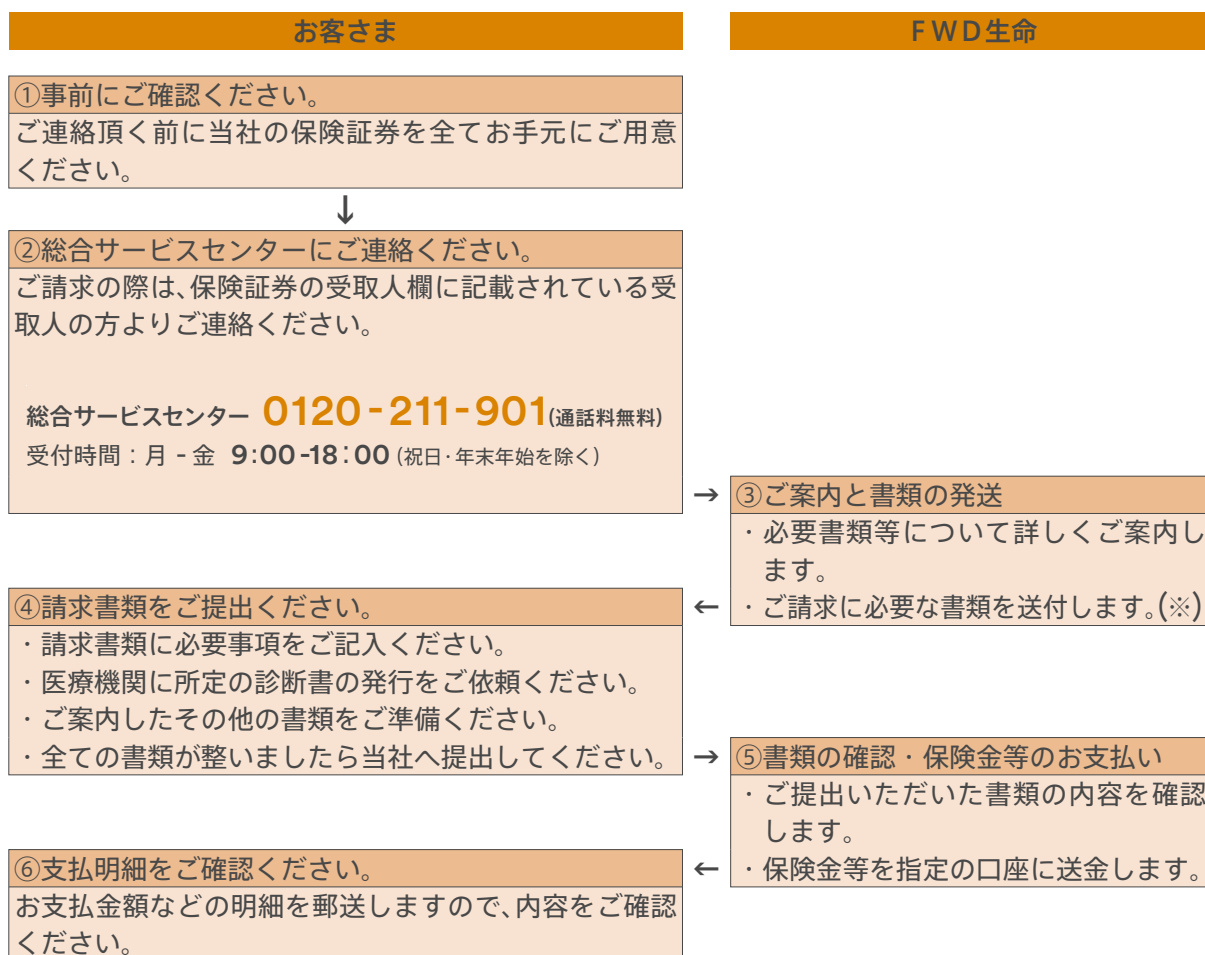 お客さま
FWD生命
①事前にご確認ください。
ご連絡頂く前に当社の保険証券を全てお手元にご用意
ください。
↓
②総合サービスセンターにご連絡ください。
ご請求の際は、保険証券の受取人欄に記載されている受
取人の方よりご連絡ください。
総合サービスセンター 0120-211-901(通話料無料)
受付時間：月-金 9:00-18:00(祝日・年末年始を除く)
→
③ご案内と書類の発送
・必要書類等について詳しくご案内し
ます。
・ご請求に必要な書類を送付します。(※)
←
④請求書類をご提出ください。
・請求書類に必要事項をご記入ください。
・医療機関に所定の診断書の発行をご依頼ください。
・ご案内したその他の書類をご準備ください。
・全ての書類が整いましたら当社へ提出してください。
→
⑤書類の確認・保険金等のお支払い
・ご提出いただいた書類の内容を確認
します。
・保険金等を指定の口座に送金します。
←
⑥支払明細をご確認ください。
お支払金額などの明細を郵送しますので、内容をご確認
ください。